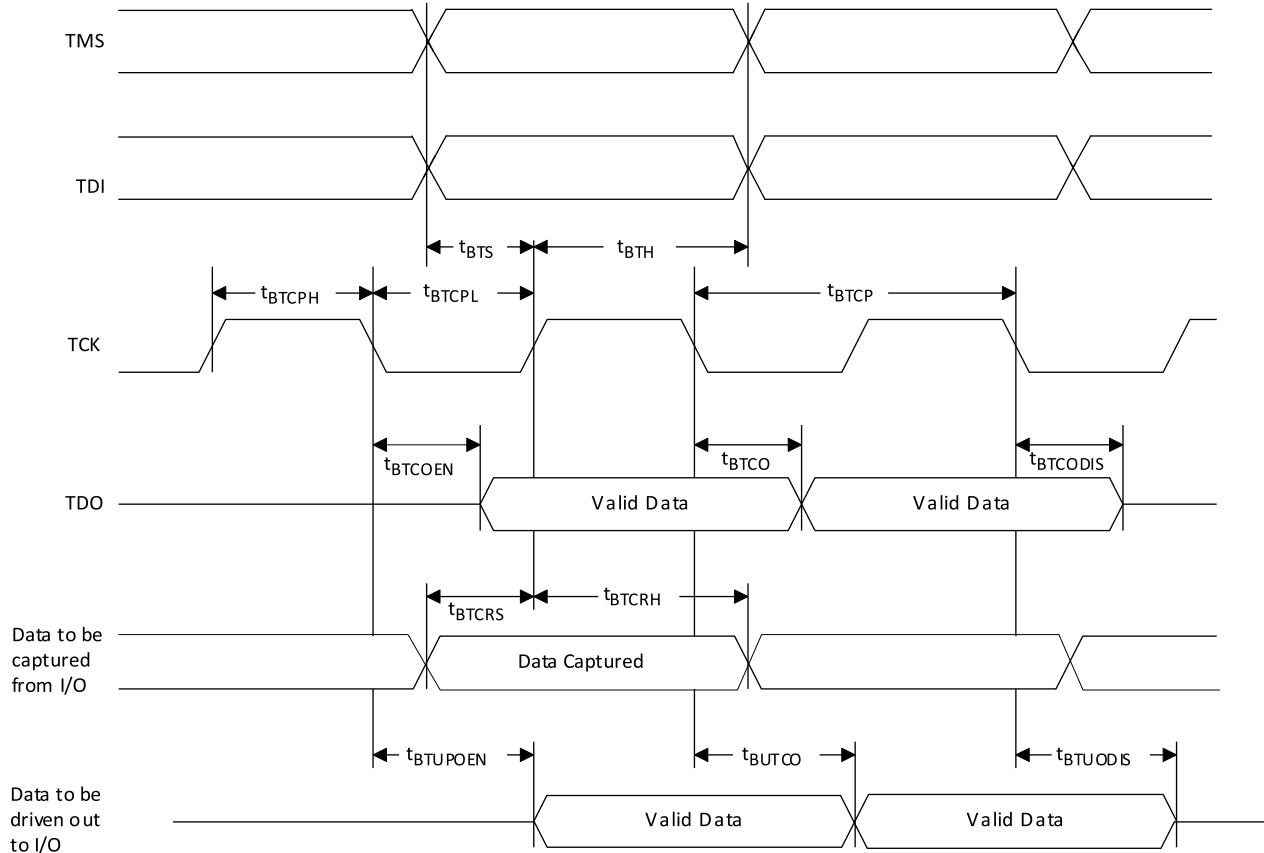 TMS
TDI
tBTS
tBTH
tBTCPH
tBTCPL
tBTCP
TCK
tBTCOEN
tBTCO
tBTCODIS
TDO
Valid Data
Valid Data
tBTCRS
tBTCRH
Data to be
captured
from I/O
Data Captured
tBTUPOEN
tBUTCO
tBTUODIS
Data to be
driven out
to I/O
Valid Data
Valid Data